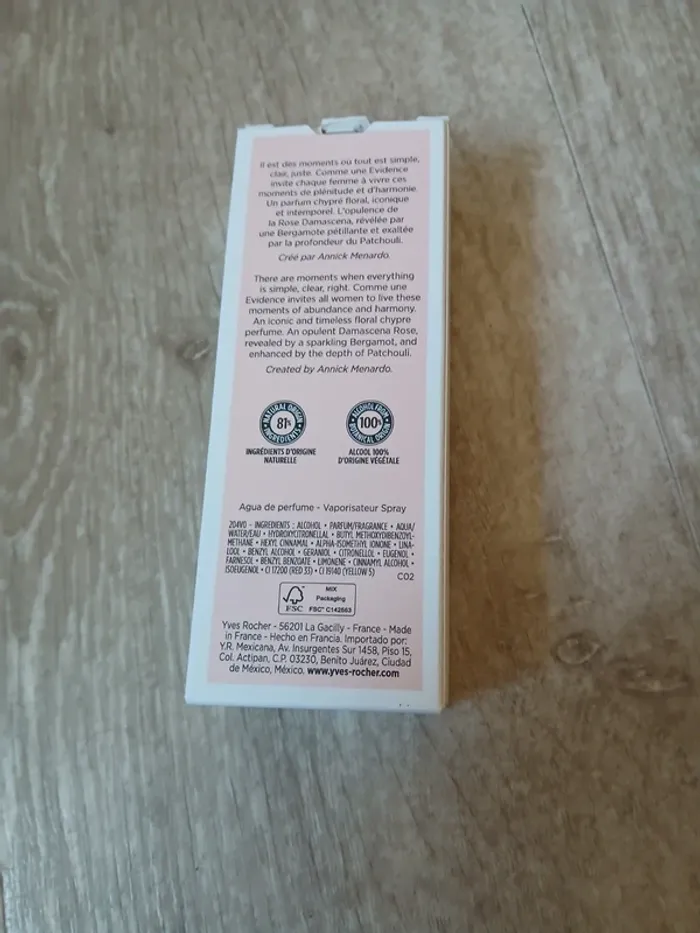 Il est des moments où tout est simple,
clair, juste. Comme une Evidence
invite chaque femme à vivre ces
moments de plénitude et d'harmonie.
Un parfum chypré floral, iconique
et intemporel. L'opulence de
la Rose Damascena, révélée par
une Bergamote pétillante et exaltée
par la profondeur du Patchouli.
Créé par Annick Menardo.
There are moments when everything
is simple, clear, right. Comme une
Evidence invites all women to live these
moments of abundance and harmony.
An iconic and timeless floral chypre
perfume. An opulent Damascena Rose,
revealed by a sparkling Bergamot, and
enhanced by the depth of Patchouli.
Created by Annick Menardo.
NATURAL ORIGIN
81%
INGREDIENTS
INGRÉDIENTS D'ORIGINE
NATURELLE
ALCOHOL FROM
100%
BOTANICAL ORIGIN
ALCOOL 100%
D'ORIGINE VÉGÉTALE
Agua de perfume - Vaporisateur Spray
204V0 - INGREDIENTS : ALCOHOL • PARFUM/FRAGRANCE • AQUA/
WATER/EAU • HYDROXYCITRONELLAL • BUTYL METHOXYDIBENZOYL-
METHANE • HEXYL CINNAMAL • ALPHA-ISOMETHYL IONONE • LINA-
LOOL • BENZYL ALCOHOL • GERANIOL • CITRONELLOL • EUGENOL •
FARNESOL • BENZYL BENZOATE • LIMONENE • CINNAMYL ALCOHOL •
ISOEUGENOL • CI 17200 (RED 33) • CI 19140 (YELLOW 5)
C02
FSC
MIX
Packaging
FSC™ C142663
Yves Rocher - 56201 La Gacilly - France - Made
in France - Hecho en Francia. Importado por:
Y.R. Mexicana, Av. Insurgentes Sur 1458, Piso 15,
Col. Actipan, C.P. 03230, Benito Juárez, Ciudad
de México, México. www.yves-rocher.com